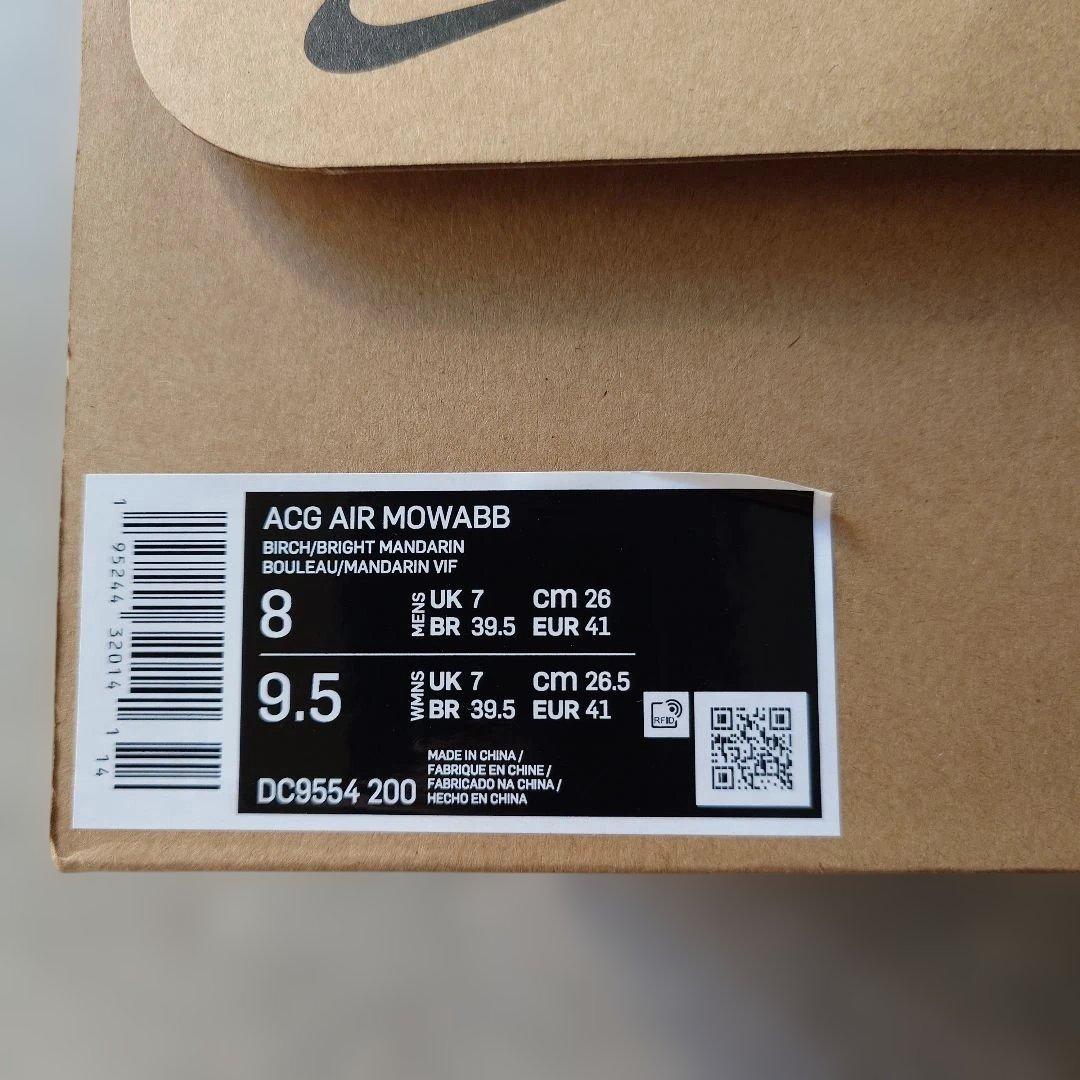 ACG AIR MOWABB
BIRCH/BRIGHT MANDARIN
BOULEAU/MANDARIN VIF
8 MENS UK 7 cm 26
BR 39.5 EUR 41
9.5 WMNS UK 7 cm 26.5
BR 39.5 EUR 41
RFID
DC9554 200
MADE IN CHINA /
FABRIQUE EN CHINE /
FABRICADO NA CHINA /
HECHO EN CHINA
1 95244 32014 1 14